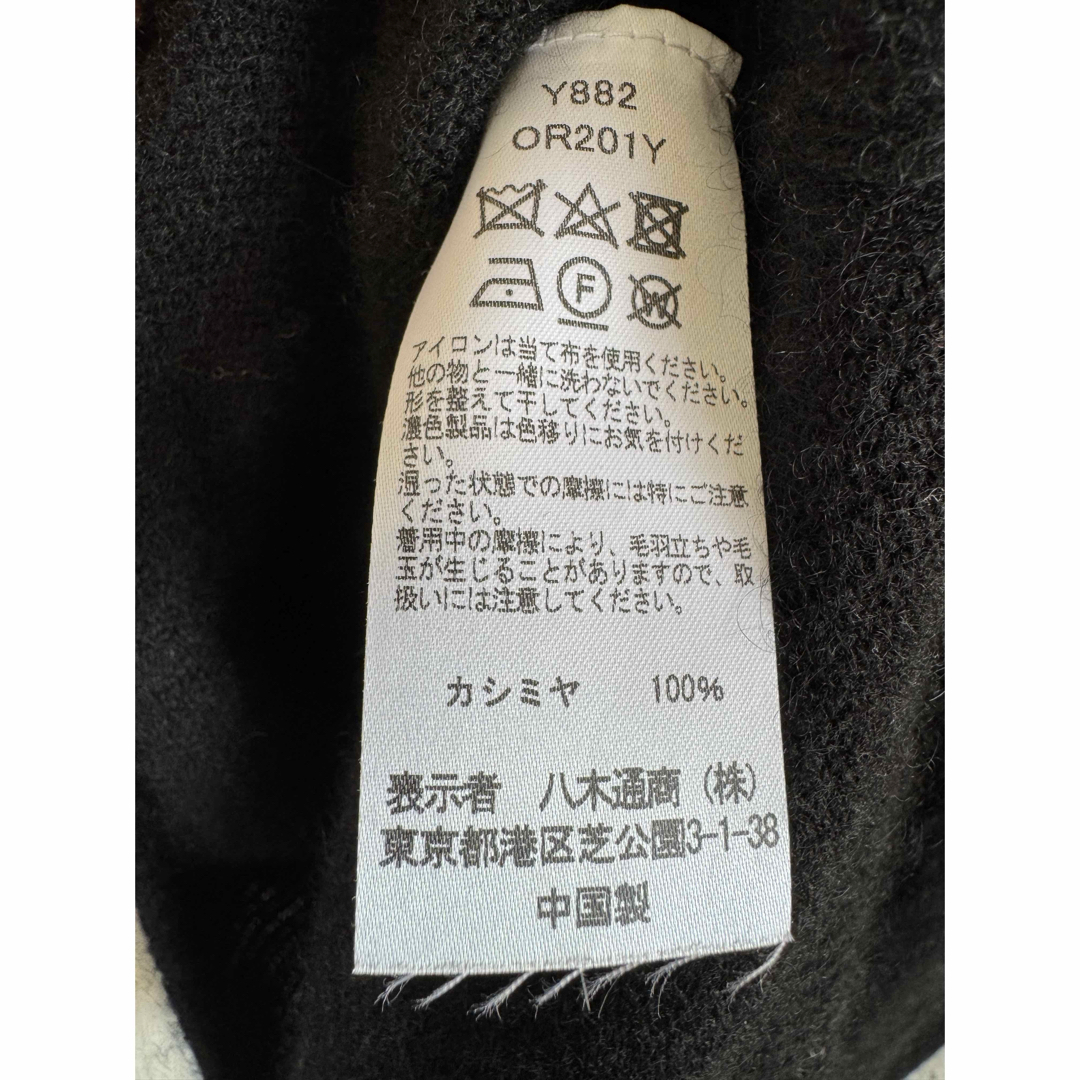 Y882
OR201Y
F
W
アイロンは当て布を使用ください。
他の物と一緒に洗わないでください。
形を整えて干してください。
濃色製品は色移りにお気を付けくだ
さい。
湿った状態での摩擦には特にご注意
ください。
着用中の摩擦により、毛羽立ちや毛
玉が生じることがありますので、取
扱いには注意してください。
カシミヤ 100%
表示者 八木通商(株)
東京都港区芝公園3-1-38
中国製